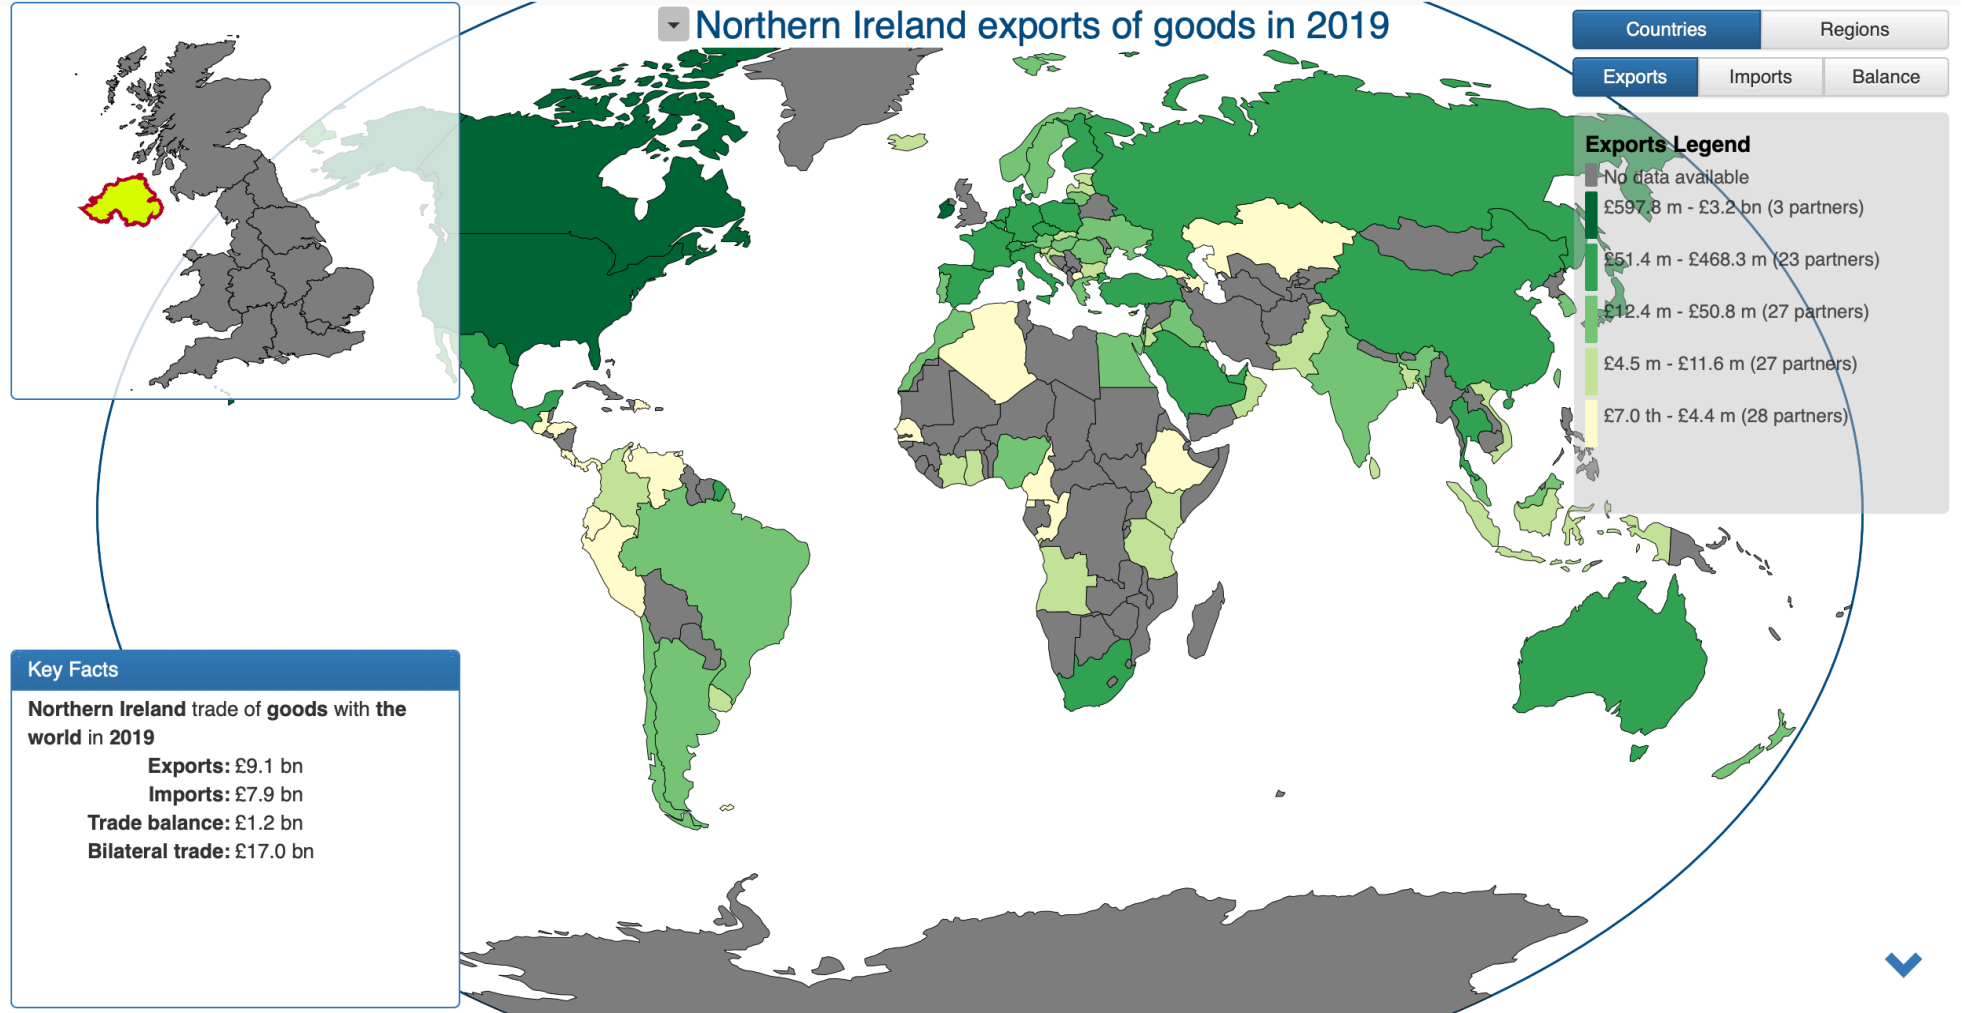 Northern Ireland exports of goods in 2019
Countries
Regions
Exports
Imports
Balance
Exports Legend
No data available
£597.8 m - £3.2 bn (3 partners)
£51.4 m - £468.3 m (23 partners)
£12.4 m - £50.8 m (27 partners)
£4.5 m - £11.6 m (27 partners)
£7.0 th - £4.4 m (28 partners)
Key Facts
Northern Ireland trade of goods with the
world in 2019
Exports: £9.1 bn
Imports: £7.9 bn
Trade balance: £1.2 bn
Bilateral trade: £17.0 bn